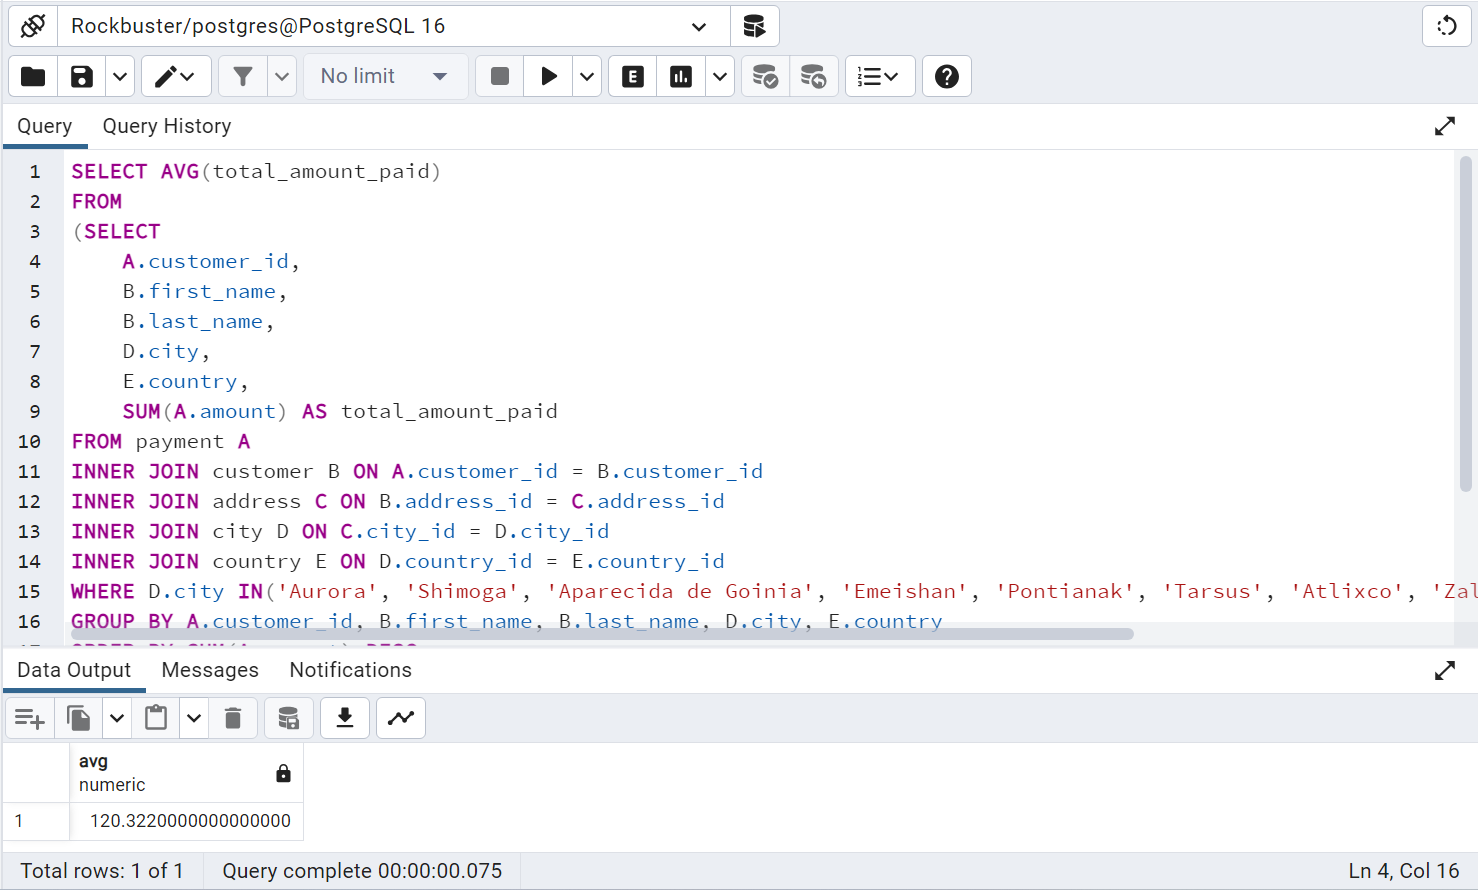 Rockbuster/postgres@PostgreSQL 16
No limit
E
Query Query History
1 SELECT AVG(total_amount_paid)
2 FROM
3 (SELECT
4 A.customer_id,
5 B.first_name,
6 B.last_name,
7 D.city,
8 E.country,
9 SUM(A.amount) AS total_amount_paid
10 FROM payment A
11 INNER JOIN customer B ON A.customer_id = B.customer_id
12 INNER JOIN address C ON B.address_id = C.address_id
13 INNER JOIN city D ON C.city_id = D.city_id
14 INNER JOIN country E ON D.country_id = E.country_id
15 WHERE D.city IN('Aurora', 'Shimoga', 'Aparecida de Goinia', 'Emeishan', 'Pontianak', 'Tarsus', 'Atlixco', 'Zal
16 GROUP BY A.customer_id, B.first_name, B.last_name, D.city, E.country
Data Output Messages Notifications
avg
numeric
1 120.3220000000000000
Total rows: 1 of 1 Query complete 00:00:00.075 Ln 4, Col 16